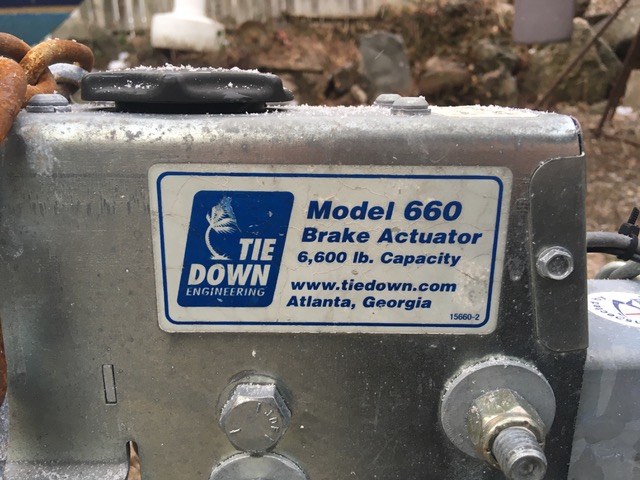 TIE
DOWN
ENGINEERING
Model 660
Brake Actuator
6,600 lb. Capacity
www.tiedown.com
Atlanta, Georgia
15660-2